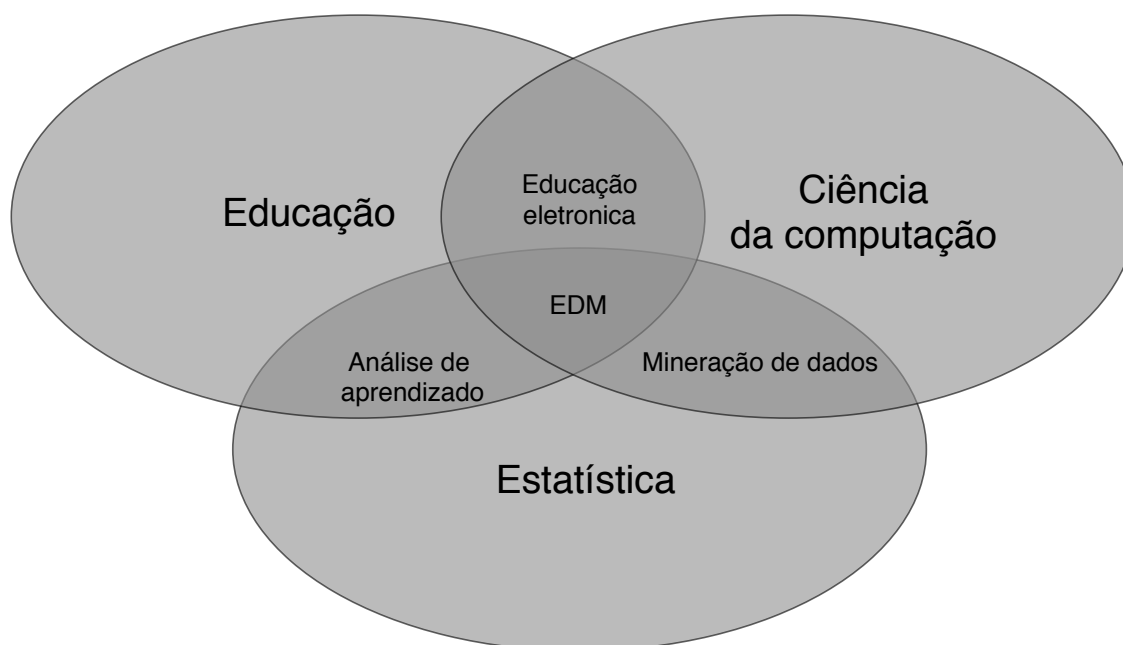 Educação
Educação
eletronica
Ciência
da computação
EDM
Análise de
aprendizado
Mineração de dados
Estatística